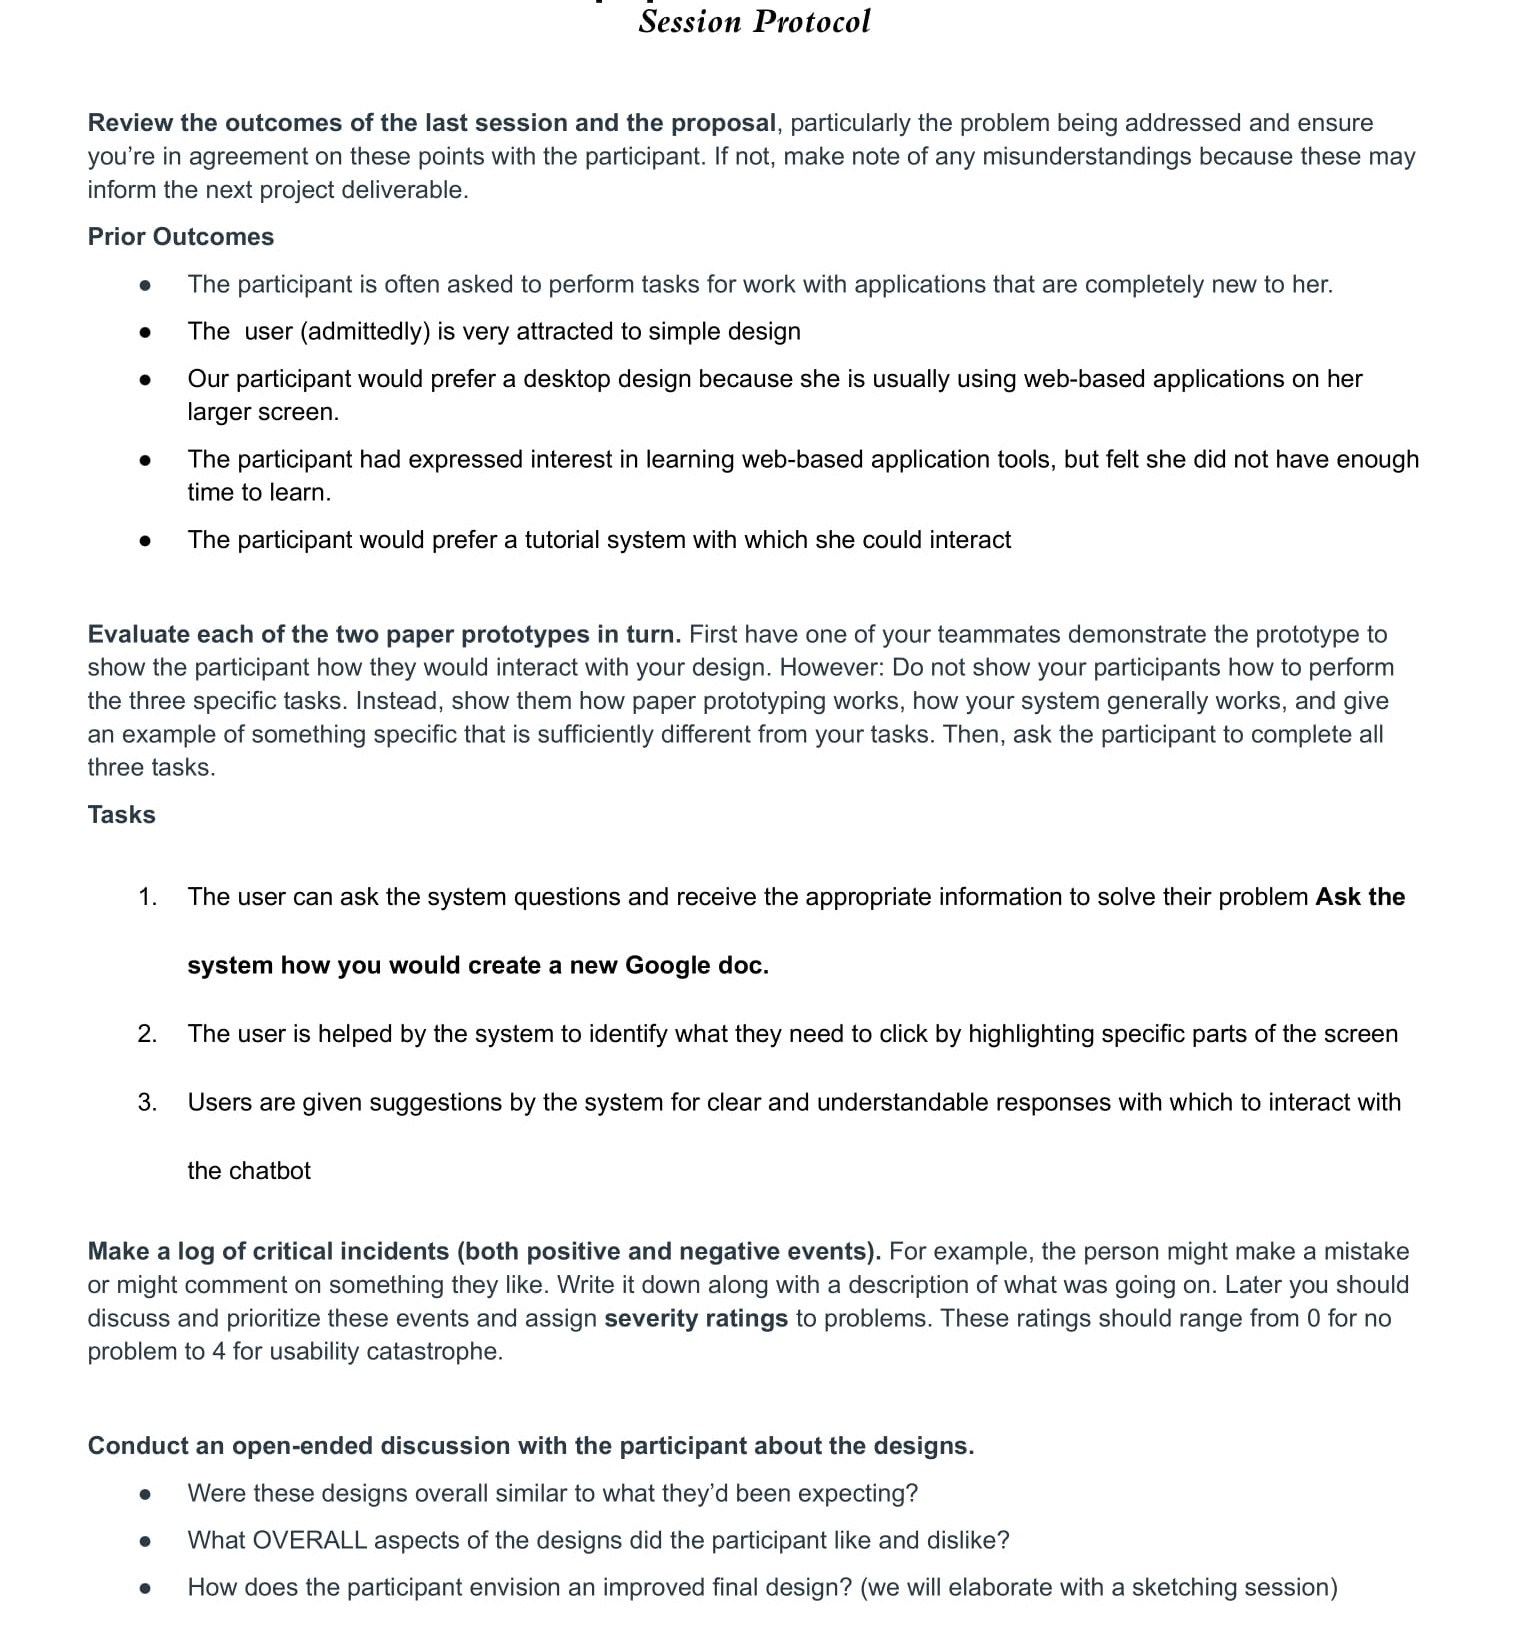 Session Protocol
Review the outcomes of the last session and the proposal, particularly the problem being addressed and ensure
you’re in agreement on these points with the participant. If not, make note of any misunderstandings because these may
inform the next project deliverable.
Prior Outcomes
● The participant is often asked to perform tasks for work with applications that are completely new to her.
● The  user (admittedly) is very attracted to simple design
● Our participant would prefer a desktop design because she is usually using web-based applications on her
larger screen.
● The participant had expressed interest in learning web-based application tools, but felt she did not have enough
time to learn.
● The participant would prefer a tutorial system with which she could interact
Evaluate each of the two paper prototypes in turn. First have one of your teammates demonstrate the prototype to
show the participant how they would interact with your design. However: Do not show your participants how to perform
the three specific tasks. Instead, show them how paper prototyping works, how your system generally works, and give
an example of something specific that is sufficiently different from your tasks. Then, ask the participant to complete all
three tasks.
Tasks
1. The user can ask the system questions and receive the appropriate information to solve their problem Ask the
system how you would create a new Google doc.
2. The user is helped by the system to identify what they need to click by highlighting specific parts of the screen
3. Users are given suggestions by the system for clear and understandable responses with which to interact with
the chatbot
Make a log of critical incidents (both positive and negative events). For example, the person might make a mistake
or might comment on something they like. Write it down along with a description of what was going on. Later you should
discuss and prioritize these events and assign severity ratings to problems. These ratings should range from 0 for no
problem to 4 for usability catastrophe.
Conduct an open-ended discussion with the participant about the designs.
● Were these designs overall similar to what they’d been expecting?
● What OVERALL aspects of the designs did the participant like and dislike?
● How does the participant envision an improved final design? (we will elaborate with a sketching session)